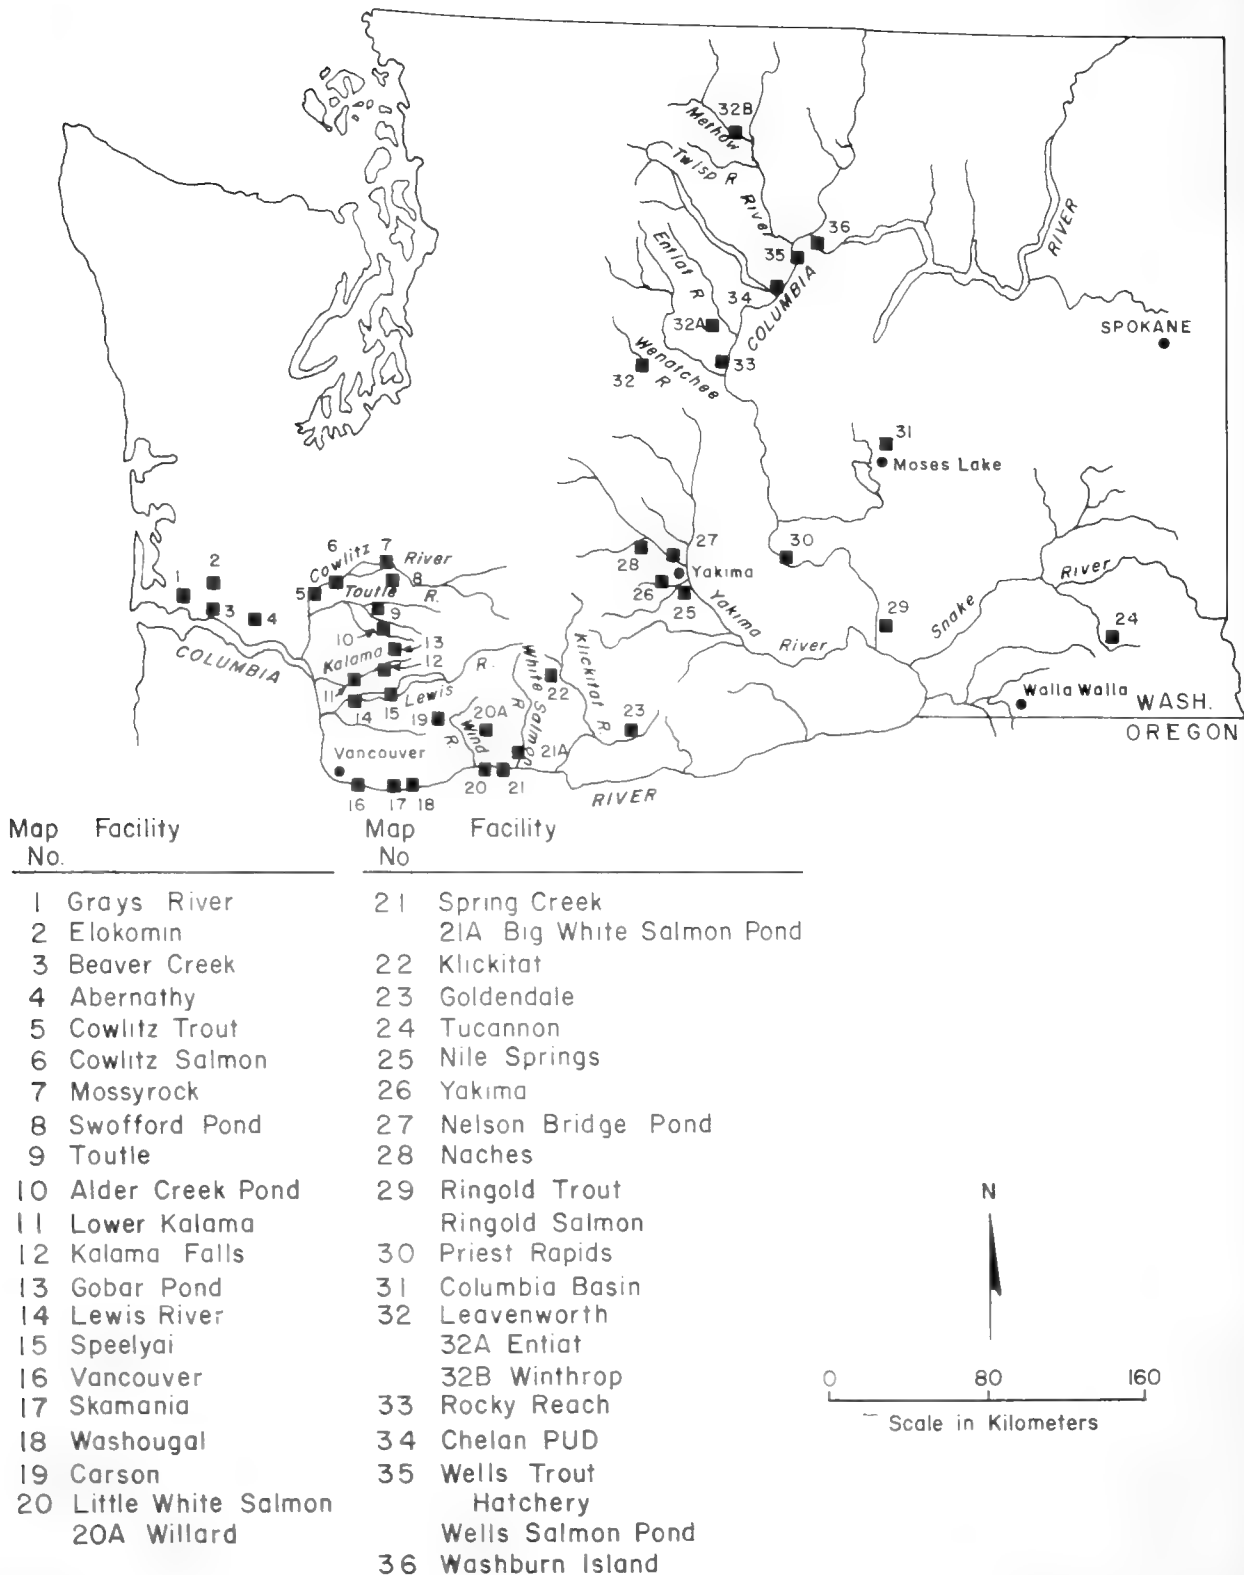 32B
Methow
Twisp R
River
36
35
Entiat R
34
COLUMBIA
RIVER
32A
SPOKANE
Wenatchee
R
33
32
31
Moses Lake
6
7
Cowlitz River
2
1
5
8
Toutle R.
3
4
9
10
13
COLUMBIA
Kalama
12
R.
11
Lewis
14
15
19
R.
Wind
20A
White Salmon
R
22
Klickitat R.
23
21A
Vancouver
16
17
18
20
21
RIVER
27
28
Yakima
26
25
Yakima
River
30
29
Snake
River
24
Walla Walla
WASH.
OREGON
Map Facility
No.
1 Grays River
2 Elokomin
3 Beaver Creek
4 Abernathy
5 Cowlitz Trout
6 Cowlitz Salmon
7 Mossyrock
8 Swofford Pond
9 Toutle
10 Alder Creek Pond
11 Lower Kalama
12 Kalama Falls
13 Gobar Pond
14 Lewis River
15 Speelyai
16 Vancouver
17 Skamania
18 Washougal
19 Carson
20 Little White Salmon
20A Willard
Map Facility
No
21 Spring Creek
21A Big White Salmon Pond
22 Klickitat
23 Goldendale
24 Tucannon
25 Nile Springs
26 Yakima
27 Nelson Bridge Pond
28 Naches
29 Ringold Trout
Ringold Salmon
30 Priest Rapids
31 Columbia Basin
32 Leavenworth
32A Entiat
32B Winthrop
33 Rocky Reach
34 Chelan PUD
35 Wells Trout
Hatchery
Wells Salmon Pond
36 Washburn Island
N
0 80 160
Scale in Kilometers